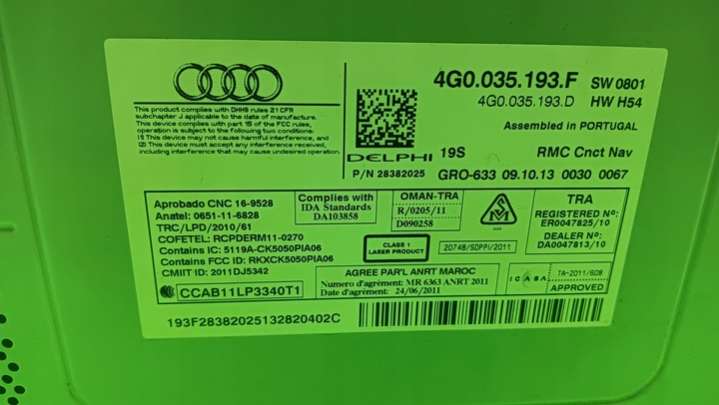 4G0.035.193.F SW 0801
4G0.035.193.D HW H54
Assembled in PORTUGAL
This product complies with DHHS rules 21 CFR
subchapter J applicable to the date of manufacture.
This device complies with part 15 of the FCC rules,
operation is subject to the following two conditions:
(1) This device may not cause harmful interference, and
(2) This device must accept any interference received,
including interference that may cause undesired operation.
DELPHI 19S RMC Cnct Nav
P/N 28382025 GRO-633 09.10.13 0030 0067
Aprobado CNC 16-9528
Anatel: 0651-11-6828
TRC/LPD/2010/61
COFETEL: RCPDERM11-0270
Contains IC: 5119A-CK5050PIA06
Contains FCC ID: RKXCK5050PIA06
CMIIT ID: 2011DJ5342
CCAB11LP3340T1
Complies with
IDA Standards
DA103858
OMAN-TRA
R/0205/11
D090258
TRA
REGISTERED No:
ER0047825/10
DEALER No:
DA0047813/10
CLASS 1
LASER PRODUCT
20748/SDPPI/2011
AGREE PAR'L ANRT MAROC
Numero d'agrement: MR 6363 ANRT 2011
Date d'agrément: 24/06/2011
ICASA
TA-2011/628
APPROVED
193F28382025132820402C